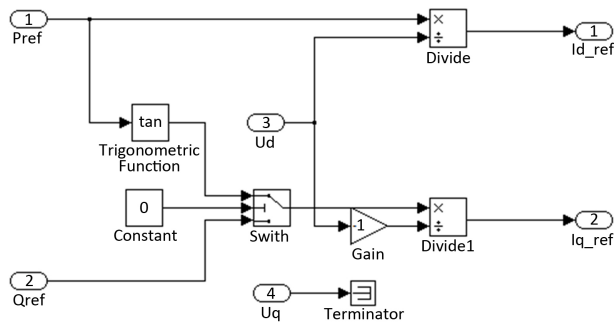 1
Pref
×
÷
Divide
1
Id_ref
tan
Trigonometric
Function
3
Ud
0
Constant
Swith
-1
Gain
×
÷
Divide1
2
Iq_ref
2
Qref
4
Uq
Terminator